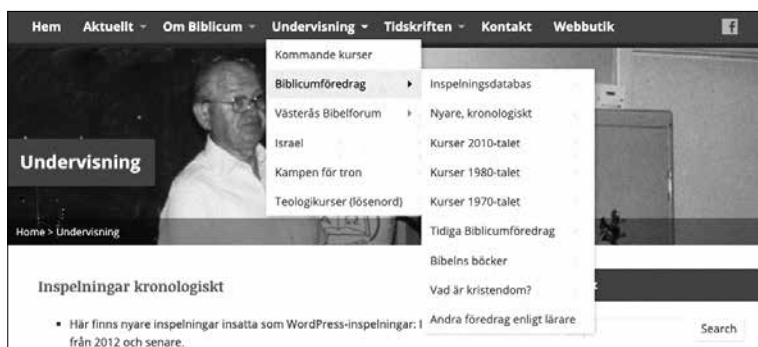 Hem Aktuellt Om Biblicum Undervisning Tidskriften Kontakt Webbutik f
Kommande kurser
Biblicumföredrag
Västerås Bibelforum
Israel
Kampen för tron
Teologikurser (lösenord)
Inspelningsdatabas
Nyare, kronologiskt
Kurser 2010-talet
Kurser 1980-talet
Kurser 1970-talet
Tidiga Biblicumföredrag
Bibelns böcker
Vad är kristendom?
Andra föredrag enligt lärare
Undervisning
Home > Undervisning
Inspelningar kronologiskt
Här finns nyare inspelningar insatta som WordPress-inspelningar:
från 2012 och senare.
Search